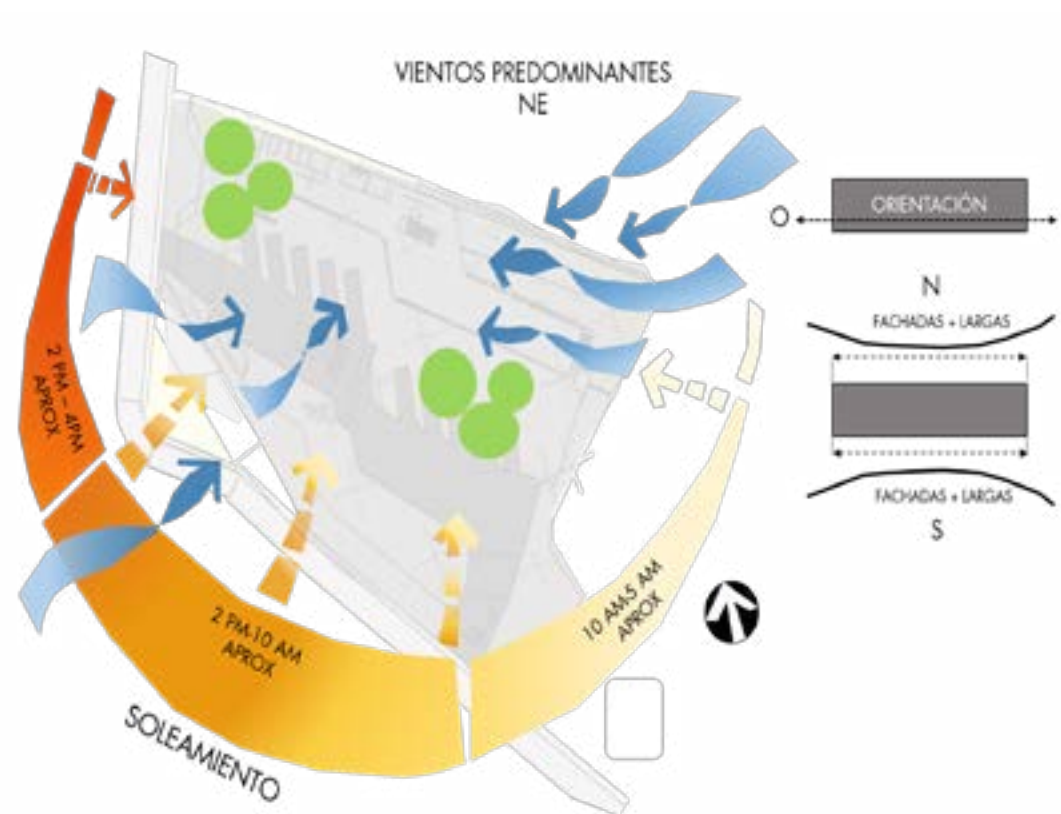 VIENTOS PREDOMINANTES
NE
ORIENTACIÓN
O
N
FACHADAS + LARGAS
FACHADAS + LARGAS
S
2 PM – 4PM
APROX
2 PM-10 AM
APROX
10 AM-5 AM
APROX
SOLEAMIENTO